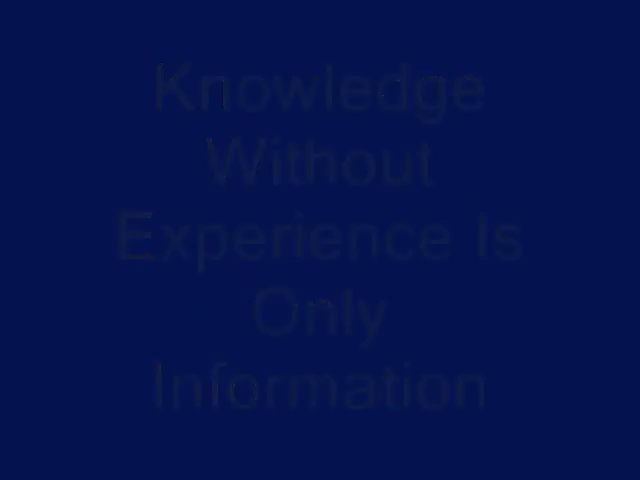 Knowledge
Without
Experience Is
Only
Information